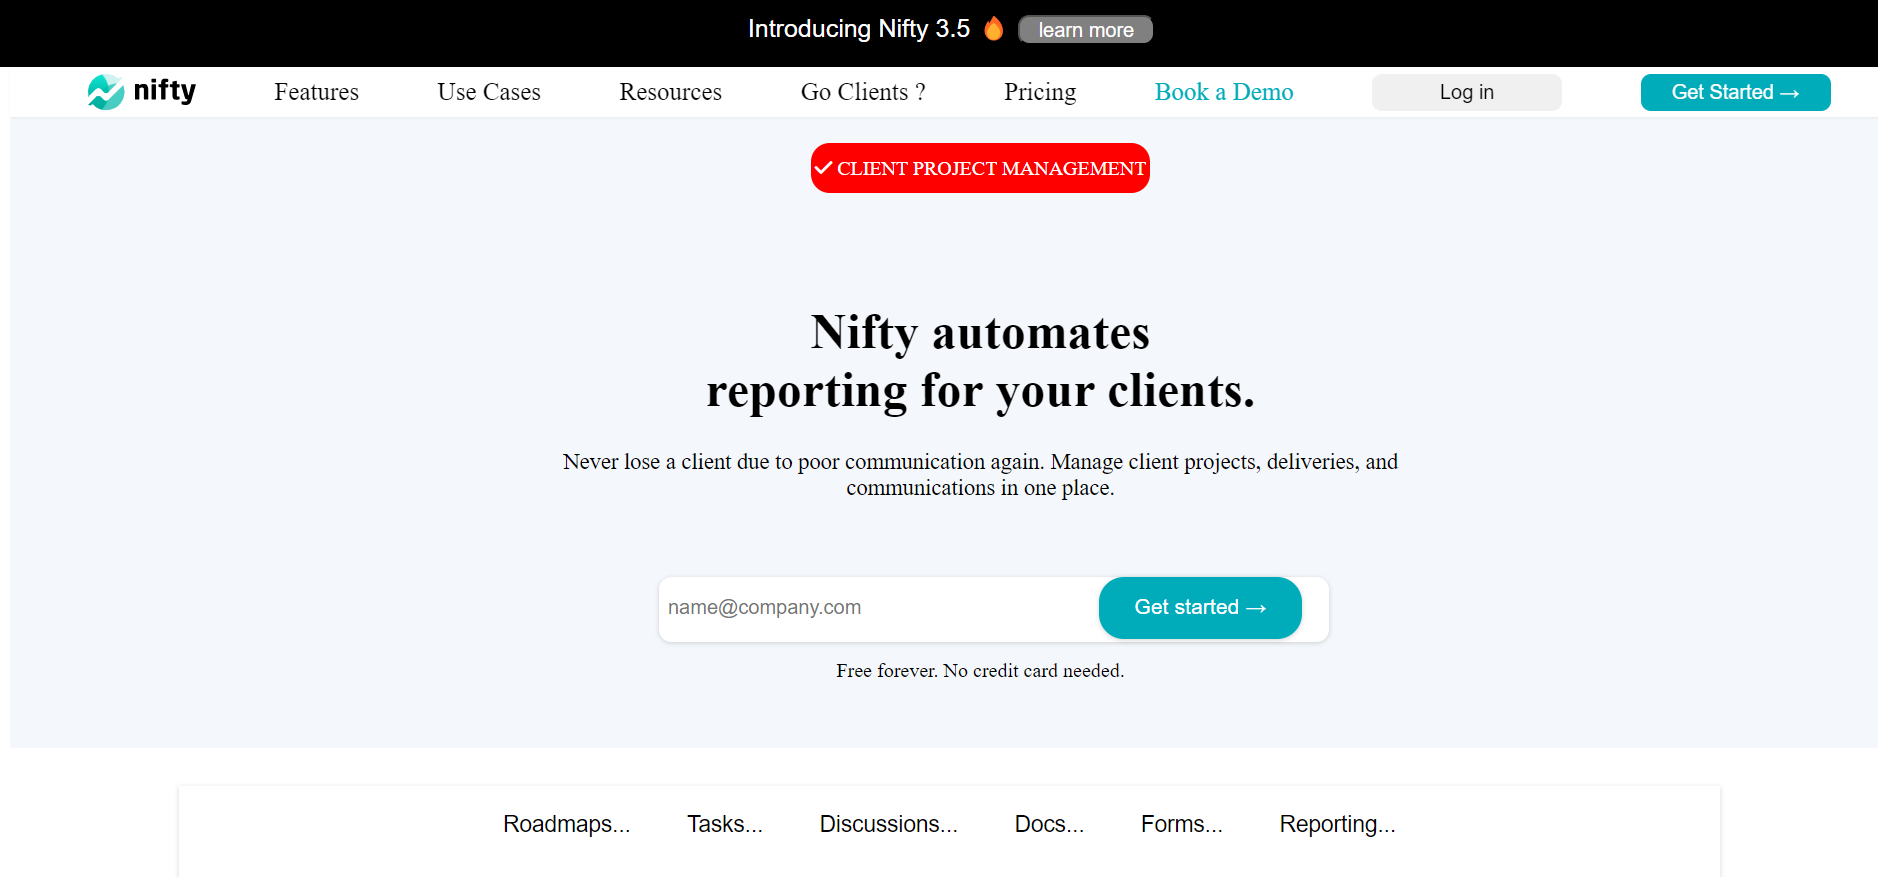 Introducing Nifty 3.5 🔥 learn more
nifty Features Use Cases Resources Go Clients ? Pricing Book a Demo Log in Get Started →
✓ CLIENT PROJECT MANAGEMENT
Nifty automates
reporting for your clients.
Never lose a client due to poor communication again. Manage client projects, deliveries, and
communications in one place.
name@company.com Get started →
Free forever. No credit card needed.
Roadmaps... Tasks... Discussions... Docs... Forms... Reporting...